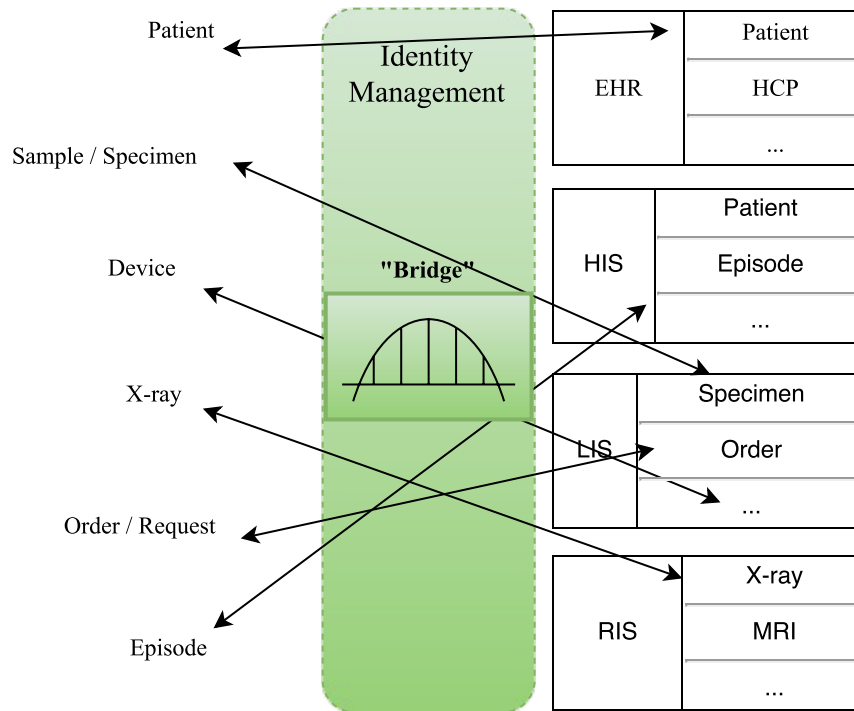 Patient
Sample / Specimen
Device
X-ray
Order / Request
Episode
Identity
Management
"Bridge"
EHR
Patient
HCP
...
HIS
Patient
Episode
...
LIS
Specimen
Order
...
RIS
X-ray
MRI
...